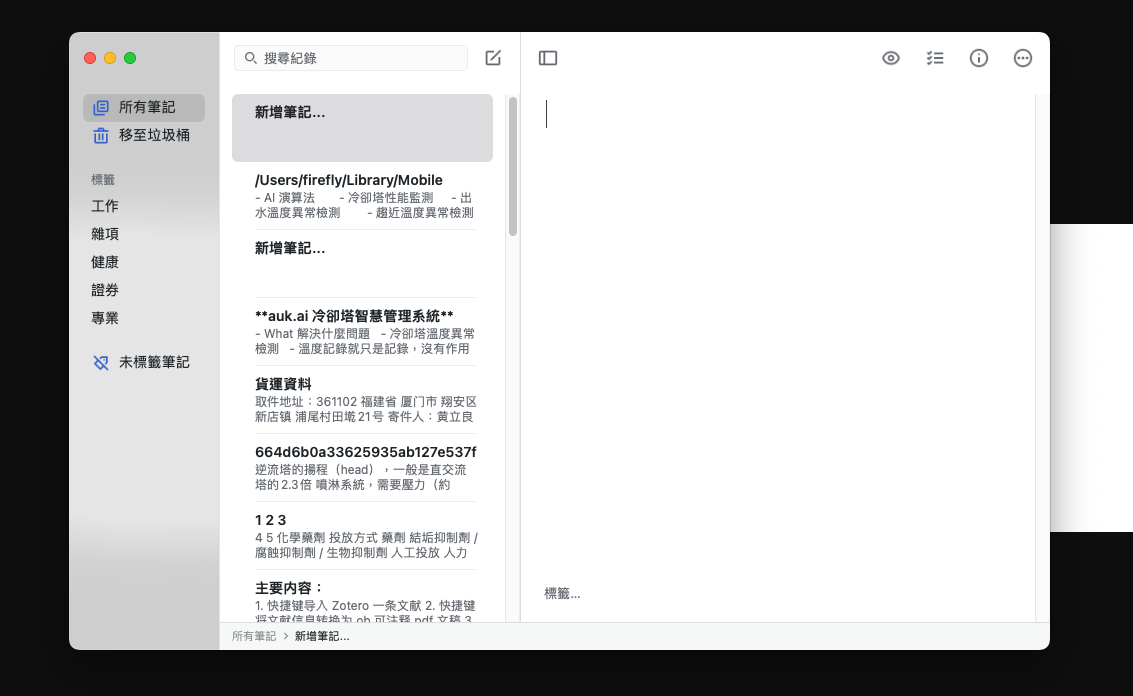 所有筆記
移至垃圾桶
標籤
工作
雜項
健康
證券
專業
未標籤筆記
搜尋紀錄
新增筆記...
/Users/firefly/Library/Mobile
- AI 演算法 - 冷卻塔性能監測 - 出
水溫度異常檢測 - 趨近溫度異常檢測
新增筆記...
**auk.ai 冷卻塔智慧管理系統**
- What 解決什麼問題 - 冷卻塔溫度異常
檢測 - 溫度記錄就只是記錄，沒有作用
貨運資料
取件地址：361102 福建省 厦门市 翔安区
新店镇 浦尾村田墘21号 寄件人：黄立良
664d6b0a33625935ab127e537f
逆流塔的揚程（head），一般是直交流
塔的2.3倍 噴淋系統，需要壓力（約
1 2 3
4 5 化學藥劑 投放方式 藥劑 結垢抑制劑 /
腐蝕抑制劑 / 生物抑制劑 人工投放 人力
主要内容：
1. 快捷键导入 Zotero 一条文献 2. 快捷键
将文献信息转换为 ob 可注释 pdf 文稿 3.
標籤...
所有筆記 › 新增筆記...